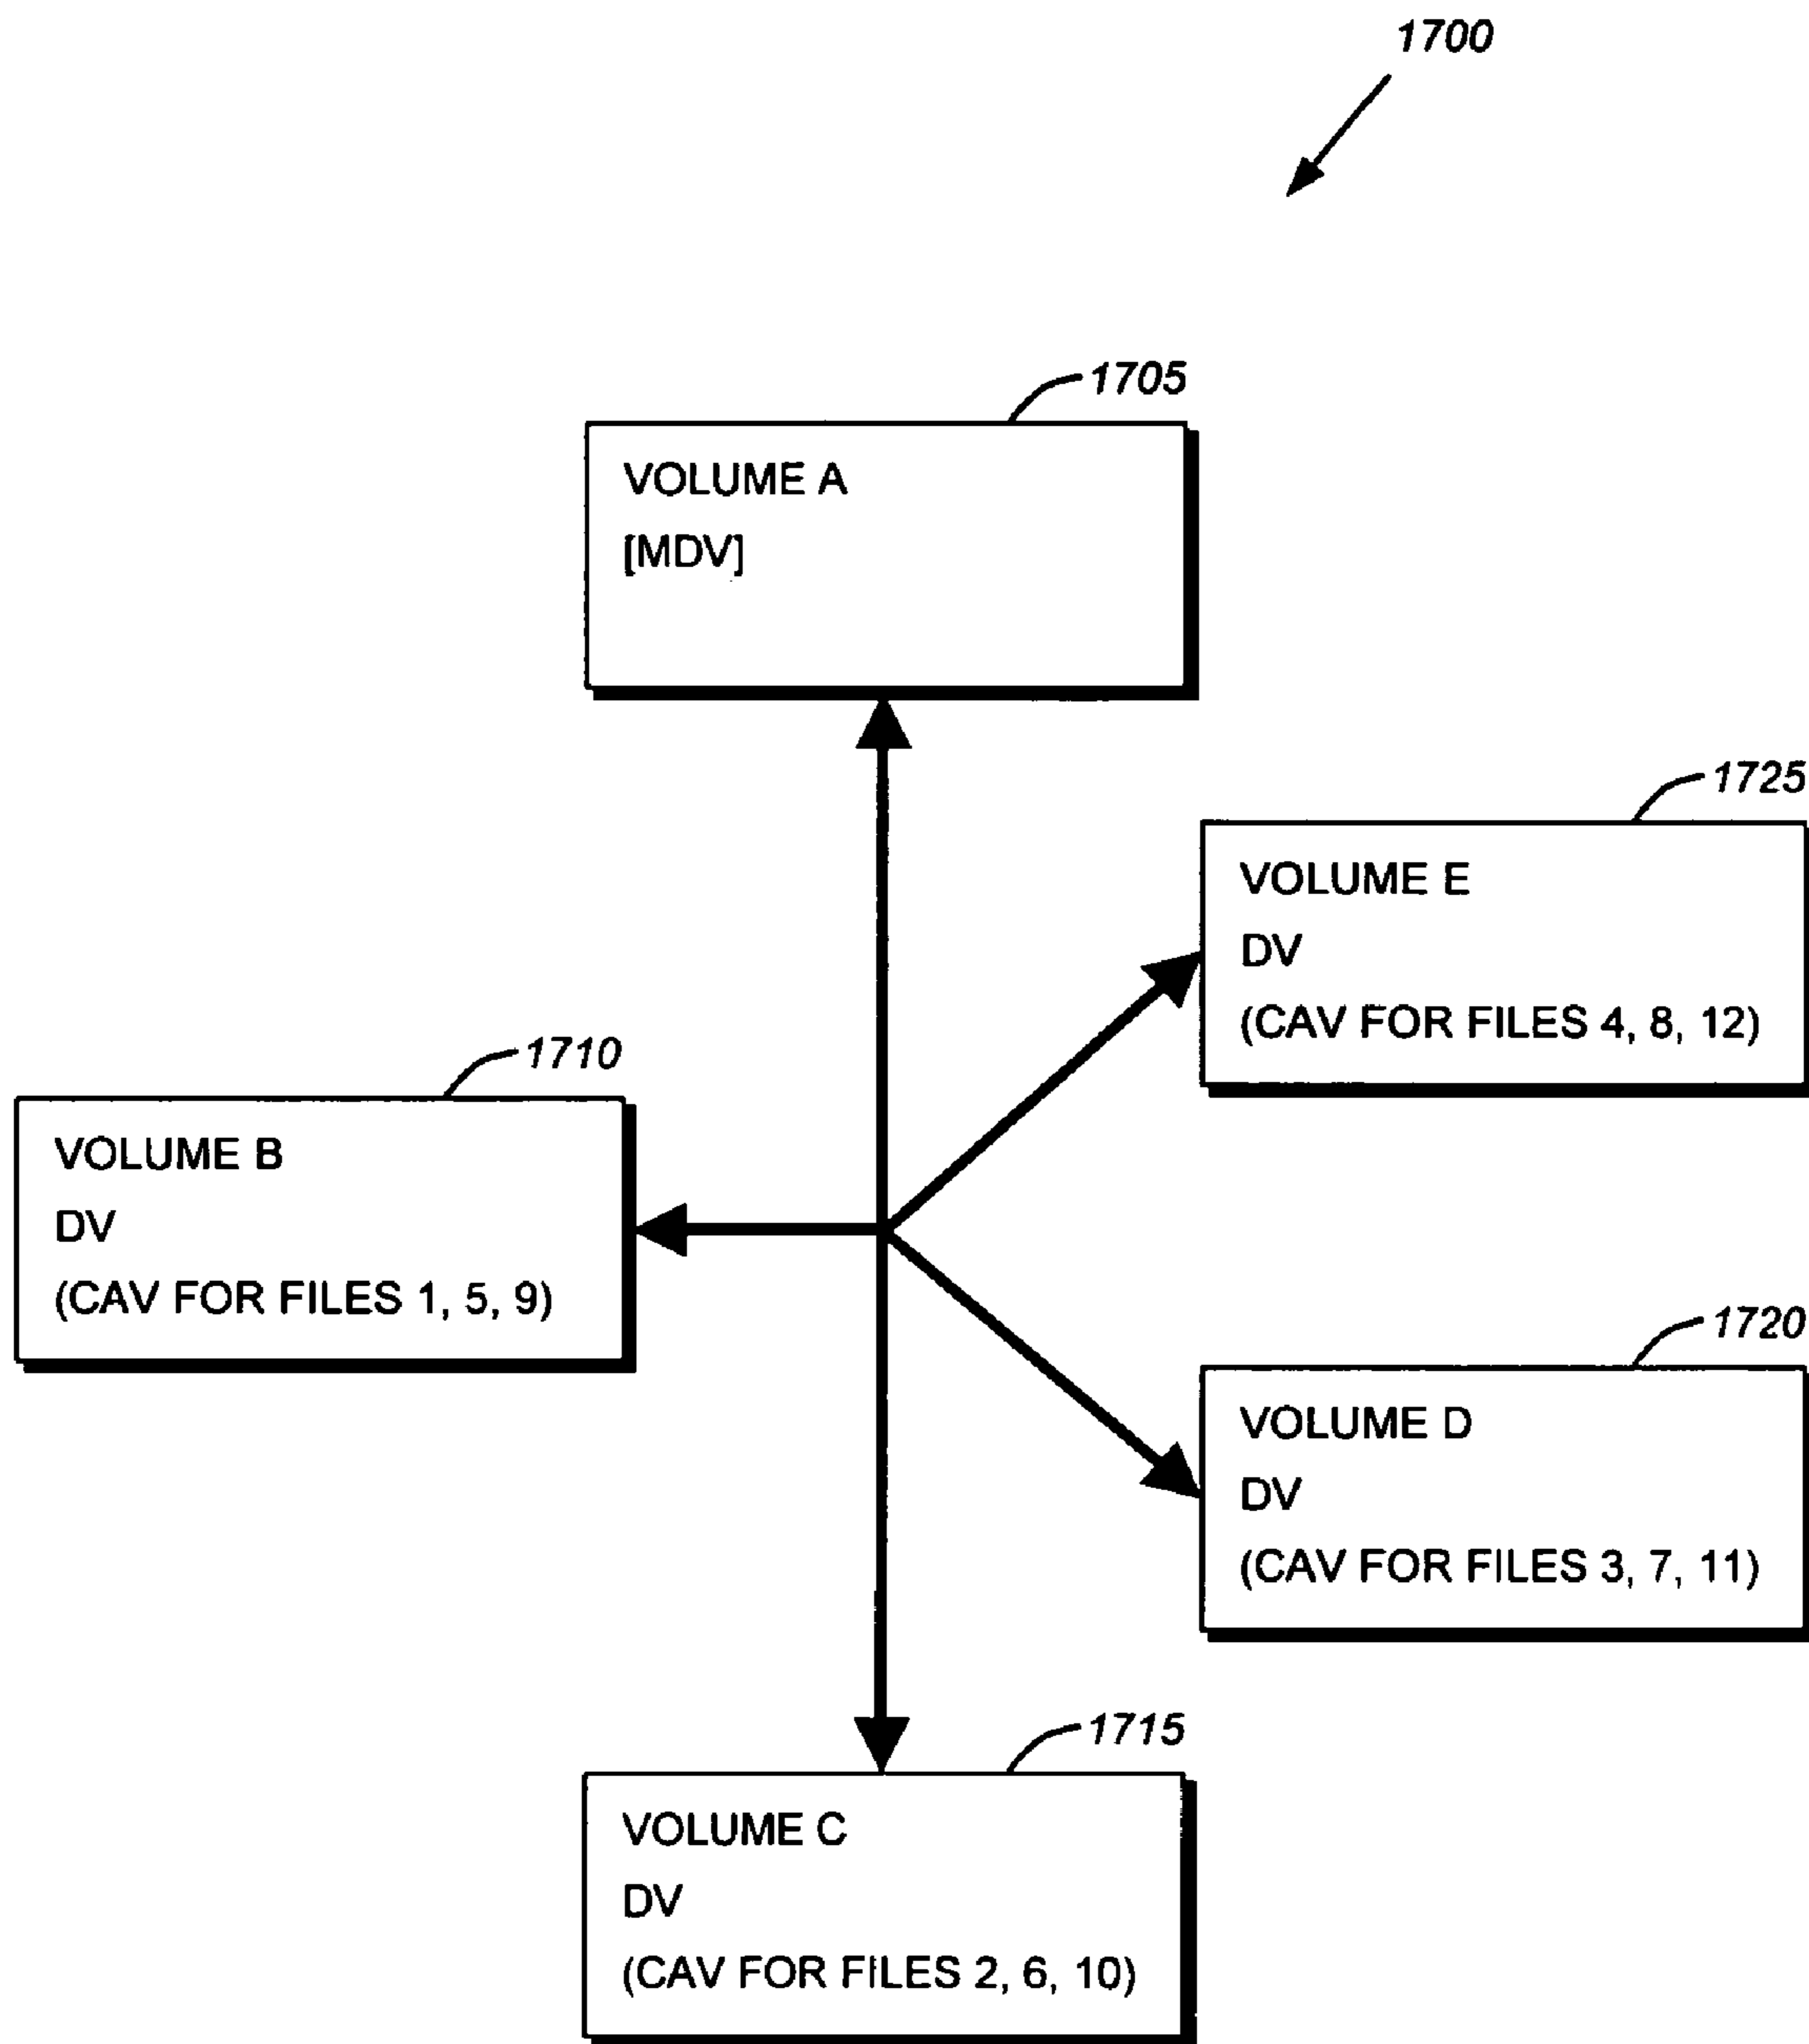 1700
1705
VOLUME A
[MDV]
1725
VOLUME E
DV
(CAV FOR FILES 4, 8, 12)
1710
VOLUME B
DV
(CAV FOR FILES 1, 5, 9)
1720
VOLUME D
DV
(CAV FOR FILES 3, 7, 11)
1715
VOLUME C
DV
(CAV FOR FILES 2, 6, 10)